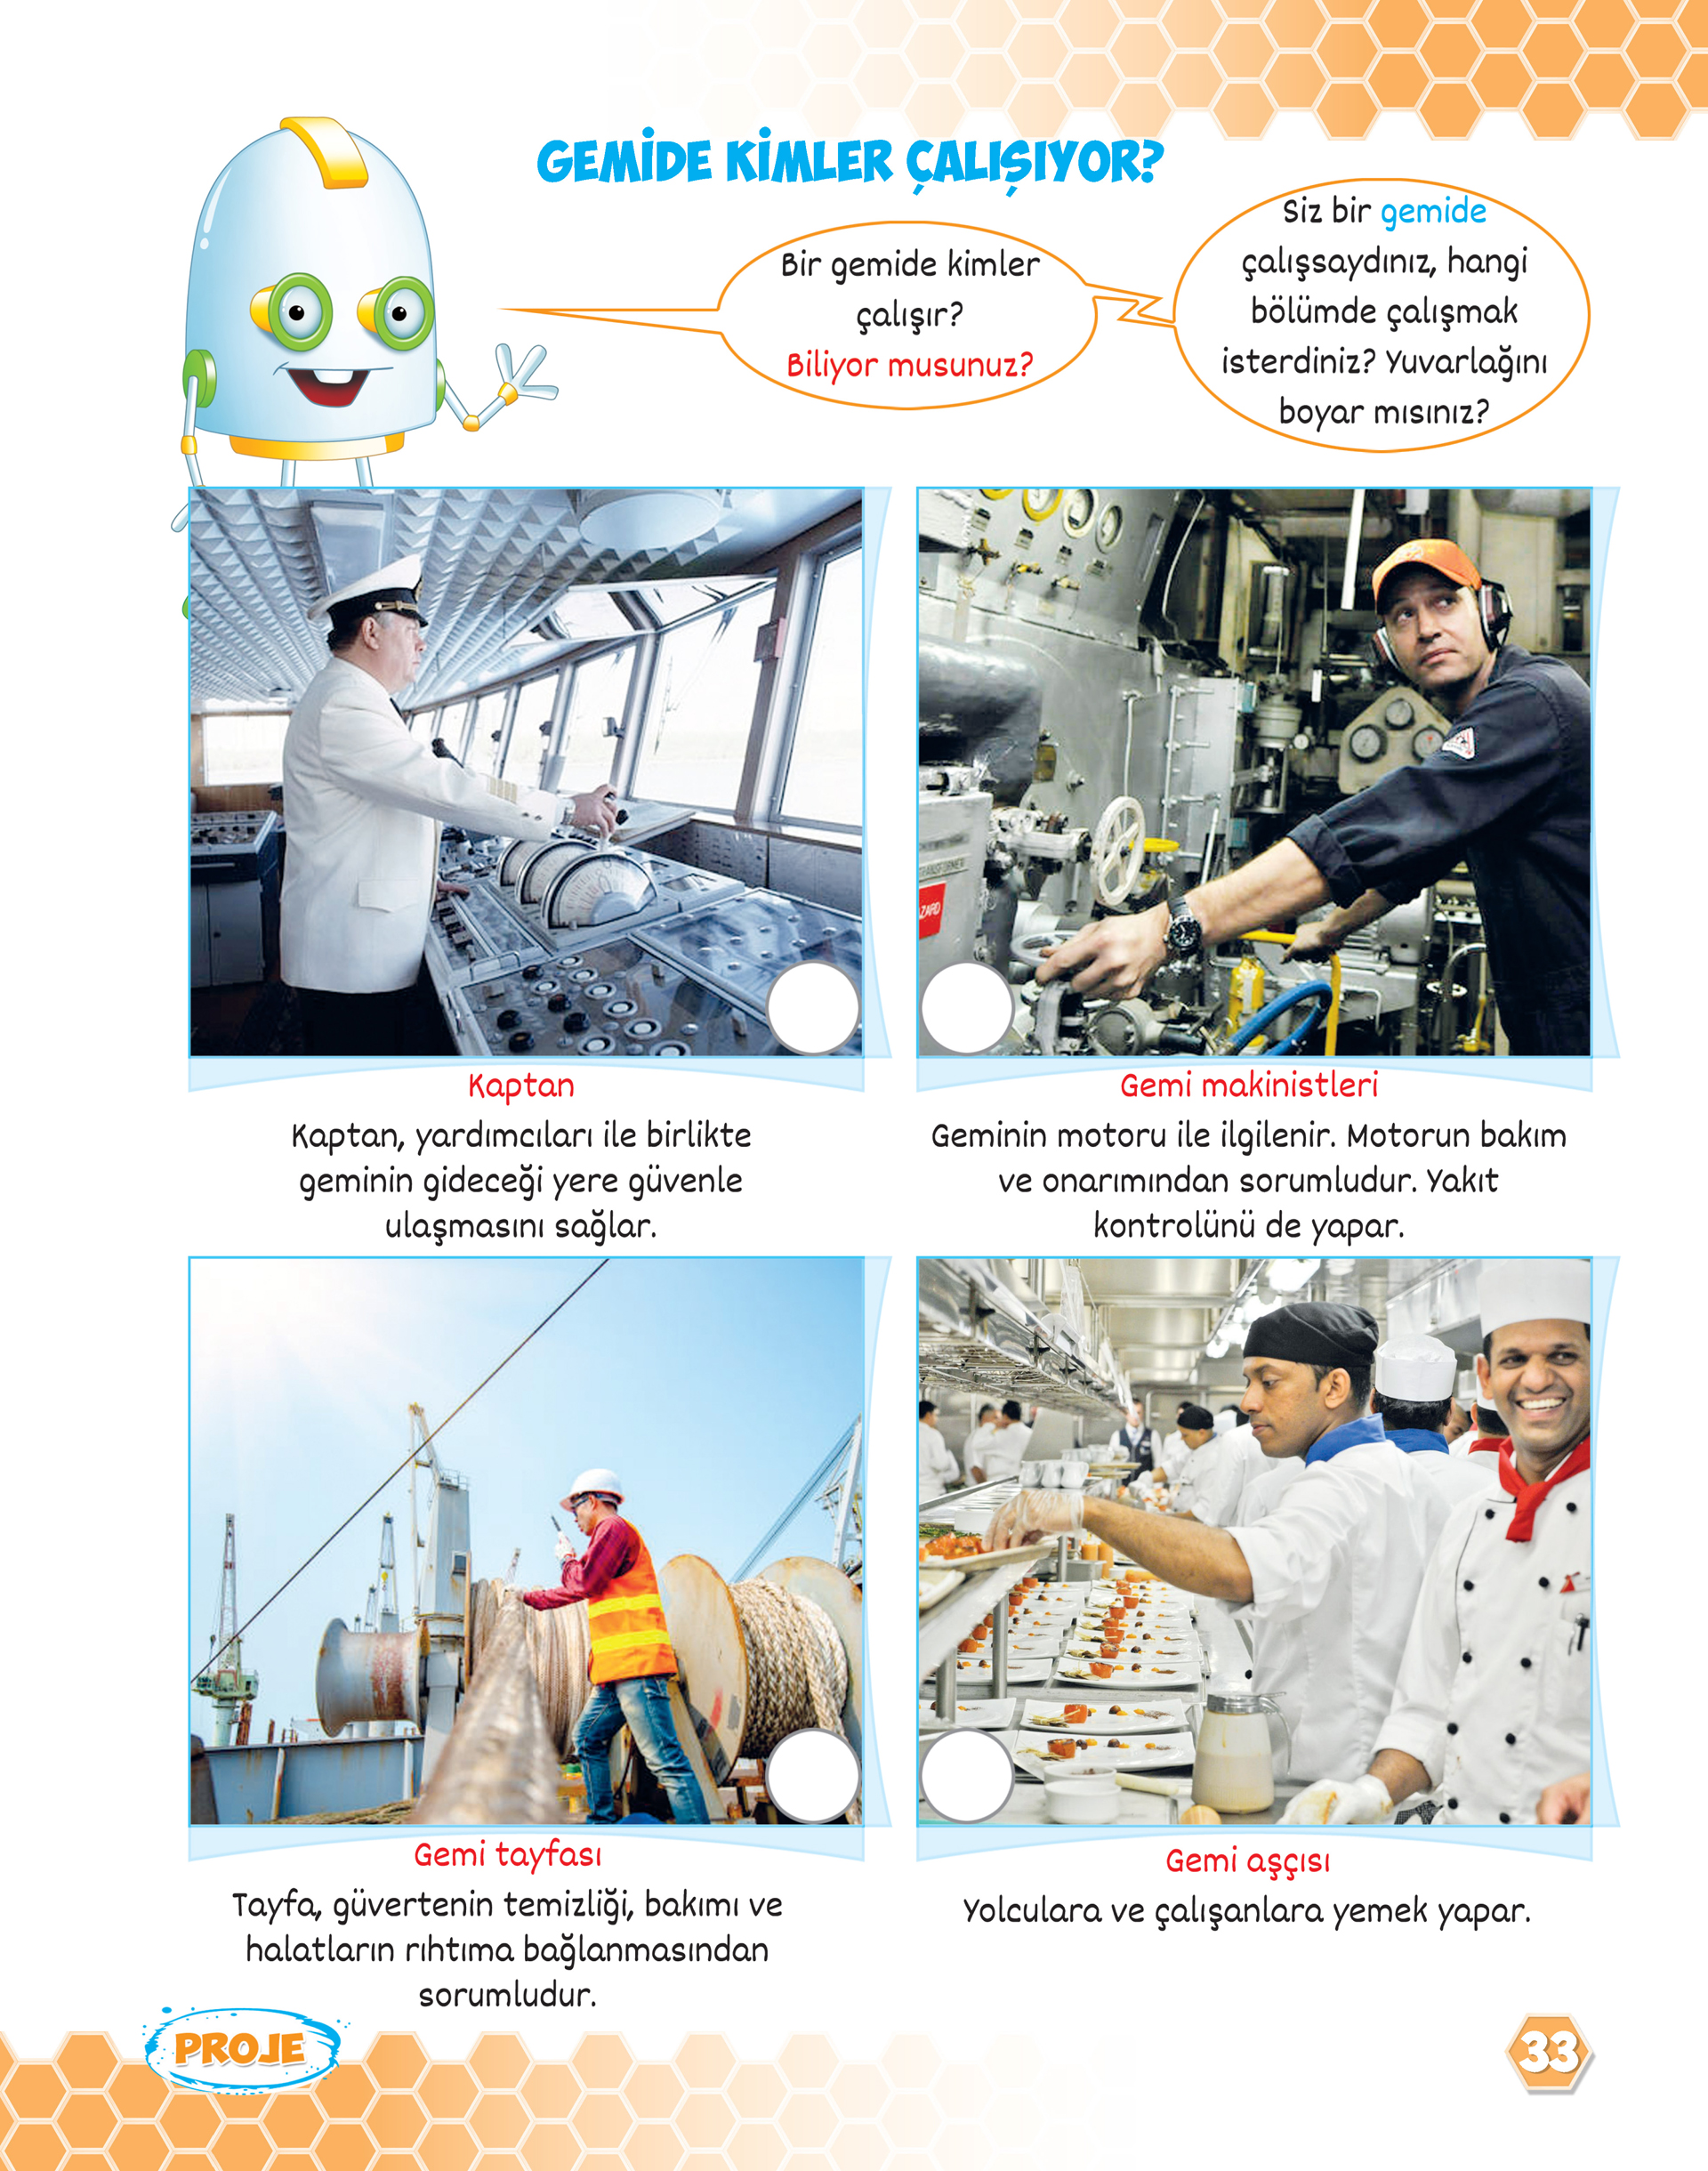 GEMİDE KİMLER ÇALIŞIYOR?
Bir gemide kimler
çalışır?
Biliyor musunuz?
Siz bir gemide
çalışsaydınız, hangi
bölümde çalışmak
isterdiniz? Yuvarlağını
boyar mısınız?
Kaptan
Kaptan, yardımcıları ile birlikte
geminin gideceği yere güvenle
ulaşmasını sağlar.
Gemi makinistleri
Geminin motoru ile ilgilenir. Motorun bakım
ve onarımından sorumludur. Yakıt
kontrolünü de yapar.
Gemi tayfası
Tayfa, güvertenin temizliği, bakımı ve
halatların rıhtıma bağlanmasından
sorumludur.
Gemi aşçısı
Yolculara ve çalışanlara yemek yapar.
PROJE
33